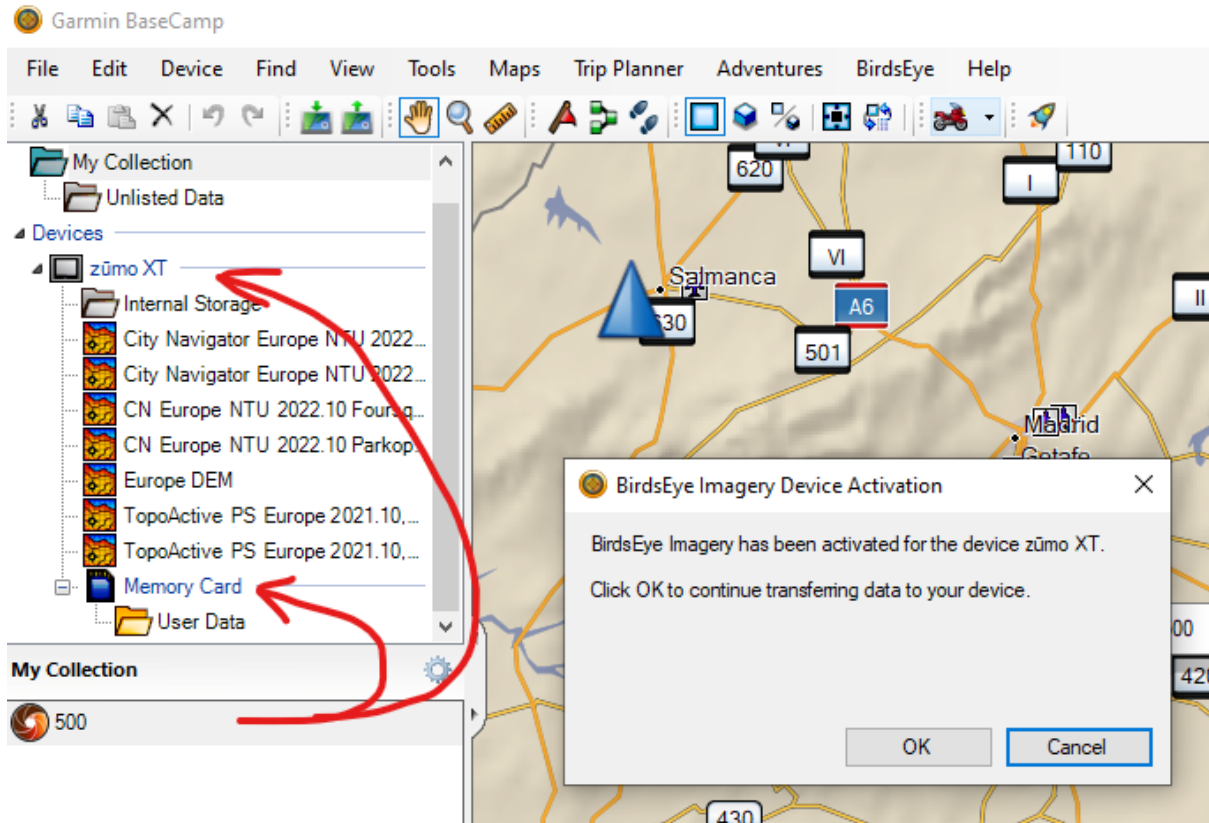 Garmin BaseCamp
File Edit Device Find View Tools Maps Trip Planner Adventures BirdsEye Help
My Collection
Unlisted Data
Devices
zūmo XT
Internal Storage
City Navigator Europe NTU 2022...
City Navigator Europe NTU 2022...
CN Europe NTU 2022.10 Foursq...
CN Europe NTU 2022.10 Parkop...
Europe DEM
TopoActive PS Europe 2021.10,...
TopoActive PS Europe 2021.10,...
Memory Card
User Data
My Collection
500
VI
620
110
I
VI
Salmanca
II
A6
630
501
Madrid
Getafe
BirdsEye Imagery Device Activation
BirdsEye Imagery has been activated for the device zūmo XT.
Click OK to continue transferring data to your device.
00
420
OK Cancel
430